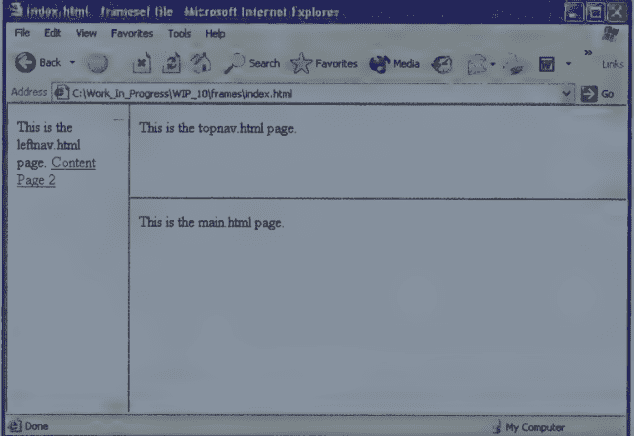 index.html - frameset file - Microsoft Internet Explorer
File Edit View Favorites Tools Help
Back Search Favorites Media W » Links
Address C:\Work_In_Progress\WIP_10\frames\index.html Go
This is the
leftnav.html
page. Content
Page 2
This is the topnav.html page.
This is the main.html page.
Done My Computer